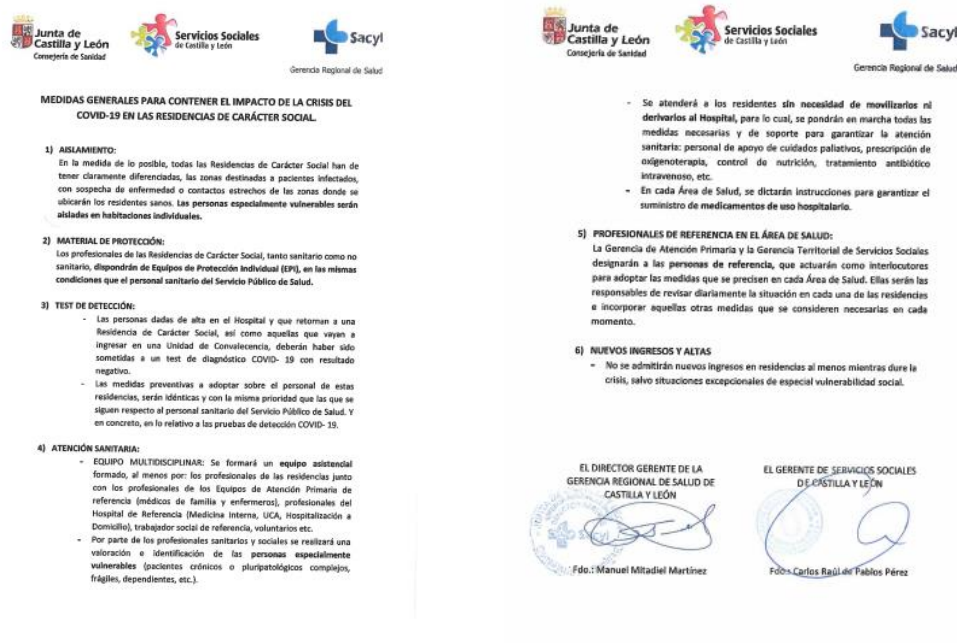 Junta de
Castilla y León
Consejería de Sanidad
Servicios Sociales
de Castilla y León
Sacyl
Gerencia Regional de Salud
MEDIDAS GENERALES PARA CONTENER EL IMPACTO DE LA CRISIS DEL
COVID-19 EN LAS RESIDENCIAS DE CARÁCTER SOCIAL.
1) AISLAMIENTO:
En la medida de lo posible, todas las Residencias de Carácter Social han de
tener claramente diferenciadas, las zonas destinadas a pacientes infectados,
con sospecha de enfermedad o contactos estrechos de las zonas donde se
ubicarán los residentes sanos. Las personas especialmente vulnerables serán
aisladas en habitaciones individuales.
2) MATERIAL DE PROTECCIÓN:
Los profesionales de las Residencias de Carácter Social, tanto sanitario como no
sanitario, dispondrán de Equipos de Protección Individual (EPI), en las mismas
condiciones que el personal sanitario del Servicio Público de Salud.
3) TEST DE DETECCIÓN:
- Las personas dadas de alta en el Hospital y que retornan a una
Residencia de Carácter Social, así como aquellas que vayan a
ingresar en una Unidad de Convalecencia, deberán haber sido
sometidas a un test de diagnóstico COVID- 19 con resultado
negativo.
- Las medidas preventivas a adoptar sobre el personal de estas
residencias, serán idénticas y con la misma prioridad que las que se
siguen respecto al personal sanitario del Servicio Público de Salud. Y
en concreto, en lo relativo a las pruebas de detección COVID- 19.
4) ATENCIÓN SANITARIA:
- EQUIPO MULTIDISCIPLINAR: Se formará un equipo asistencial
formado, al menos por: los profesionales de las residencias junto
con los profesionales de los Equipos de Atención Primaria de
referencia (médicos de familia y enfermeros), profesionales del
Hospital de Referencia (Medicina Interna, UCA, Hospitalización a
Domicilio), trabajador social de referencia, voluntarios etc.
- Por parte de los profesionales sanitarios y sociales se realizará una
valoración e identificación de las personas especialmente
vulnerables (pacientes crónicos o pluripatológicos complejos,
frágiles, dependientes, etc.).
Junta de
Castilla y León
Consejería de Sanidad
Servicios Sociales
de Castilla y León
Sacyl
Gerencia Regional de Salud
- Se atenderá a los residentes sin necesidad de movilizarlos ni
derivarlos al Hospital, para lo cual, se pondrán en marcha todas las
medidas necesarias y de soporte para garantizar la atención
sanitaria: personal de apoyo de cuidados paliativos, prescripción de
oxigenoterapia, control de nutrición, tratamiento antibiótico
intravenoso, etc.
- En cada Área de Salud, se dictarán instrucciones para garantizar el
suministro de medicamentos de uso hospitalario.
5) PROFESIONALES DE REFERENCIA EN EL ÁREA DE SALUD:
La Gerencia de Atención Primaria y la Gerencia Territorial de Servicios Sociales
designarán a las personas de referencia, que actuarán como interlocutores
para adoptar las medidas que se precisen en cada Área de Salud. Ellas serán las
responsables de revisar diariamente la situación en cada una de las residencias
e incorporar aquellas otras medidas que se consideren necesarias en cada
momento.
6) NUEVOS INGRESOS Y ALTAS
- No se admitirán nuevos ingresos en residencias al menos mientras dure la
crisis, salvo situaciones excepcionales de especial vulnerabilidad social.
EL DIRECTOR GERENTE DE LA
GERENCIA REGIONAL DE SALUD DE
CASTILLA Y LEÓN
Sacyl
Fdo.: Manuel Mitadiel Martínez
EL GERENTE DE SERVICIOS SOCIALES
DE CASTILLA Y LEÓN
Fdo.: Carlos Raúl de Pablos Pérez